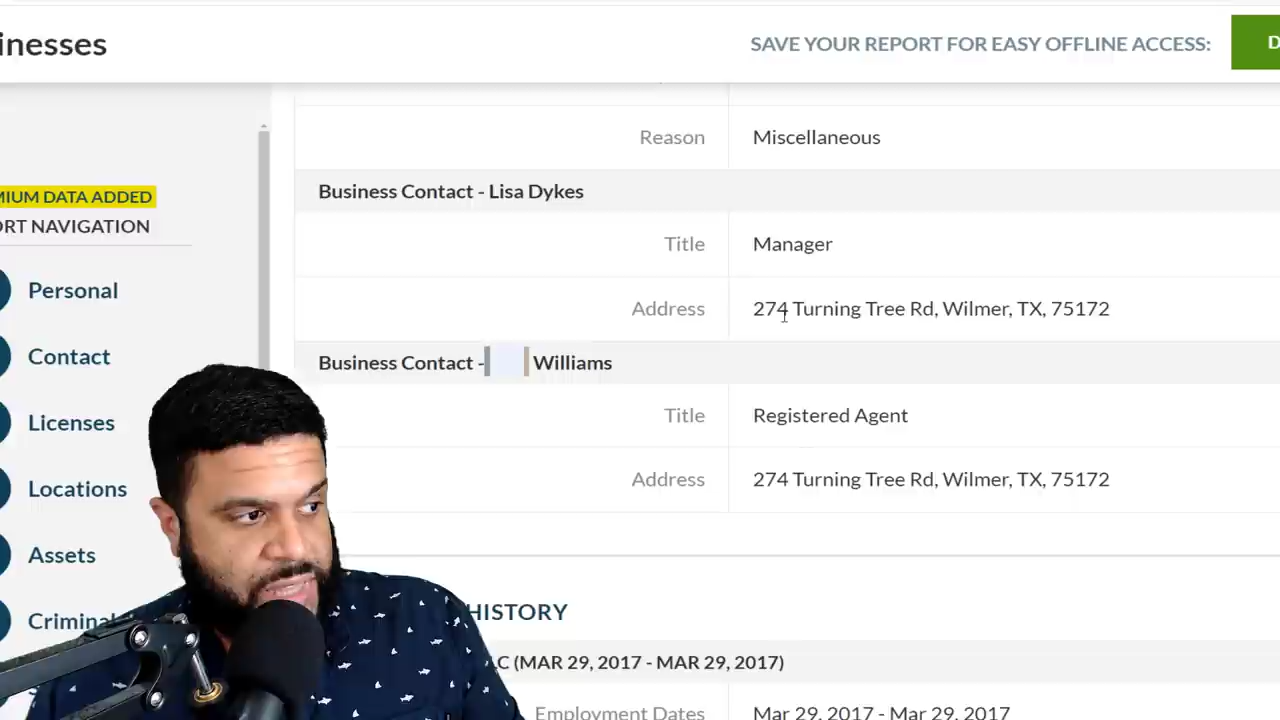 inesses
SAVE YOUR REPORT FOR EASY OFFLINE ACCESS:
D
MIUM DATA ADDED
ORT NAVIGATION
Personal
Contact
Licenses
Locations
Assets
Criminal
Reason Miscellaneous
Business Contact - Lisa Dykes
Title Manager
Address 274 Turning Tree Rd, Wilmer, TX, 75172
Business Contact - Williams
Title Registered Agent
Address 274 Turning Tree Rd, Wilmer, TX, 75172
HISTORY
LC (MAR 29, 2017 - MAR 29, 2017)
Employment Dates Mar 29, 2017 - Mar 29, 2017